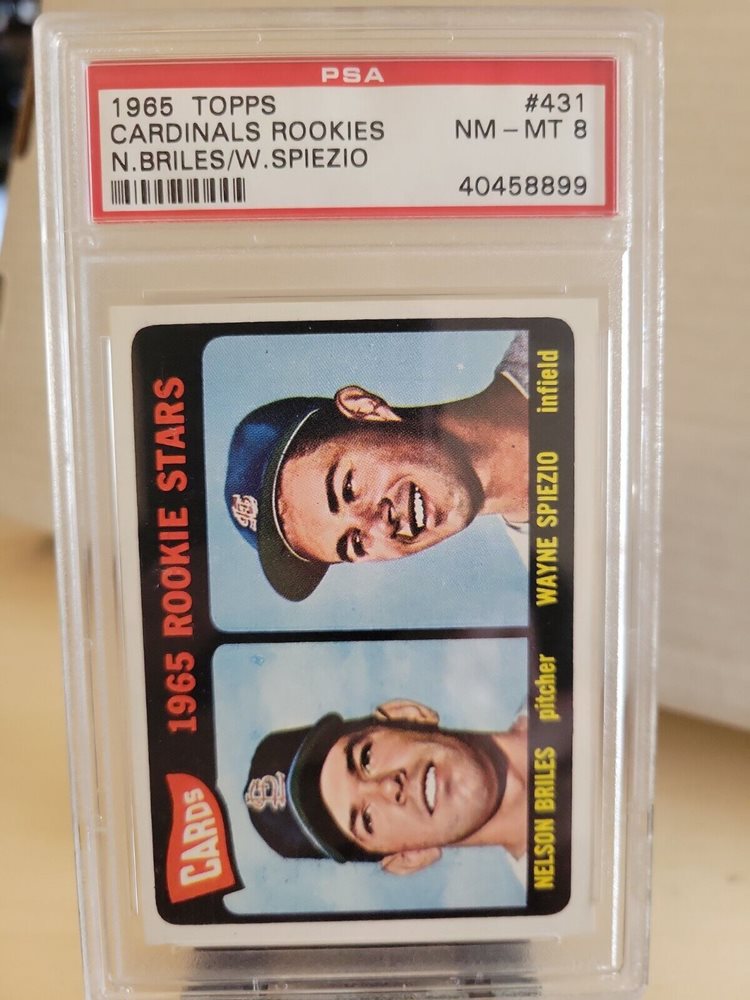 PSA
1965 TOPPS #431
CARDINALS ROOKIES NM-MT 8
N.BRILES/W.SPIEZIO
40458899
CARDS 1965 ROOKIE STARS
NELSON BRILES pitcher WAYNE SPIEZIO infield